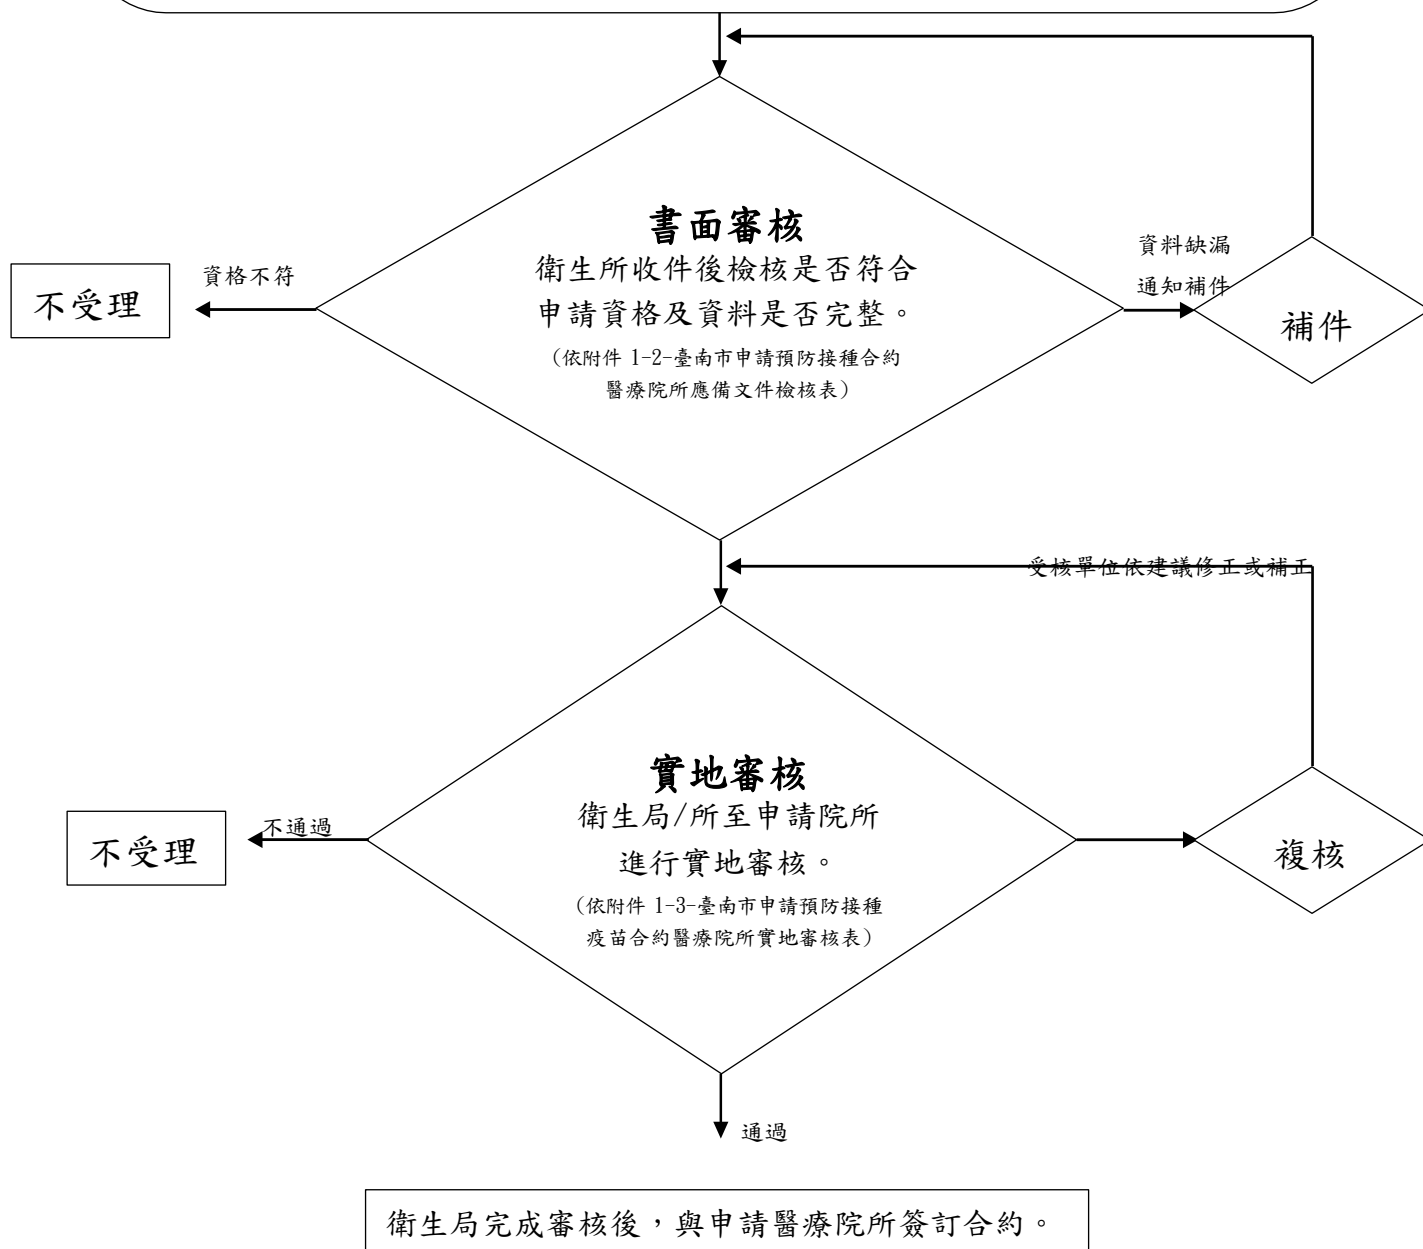 書面審核
衛生所收件後檢核是否符合
申請資格及資料是否完整。
(依附件 1-2-臺南市申請預防接種合約
醫療院所應備文件檢核表)
資格不符
不受理
資料缺漏
通知補件
補件
受核單位依建議修正或補正
實地審核
衛生局/所至申請院所
進行實地審核。
(依附件 1-3-臺南市申請預防接種
疫苗合約醫療院所實地審核表)
不通過
不受理
複核
通過
衛生局完成審核後，與申請醫療院所簽訂合約。